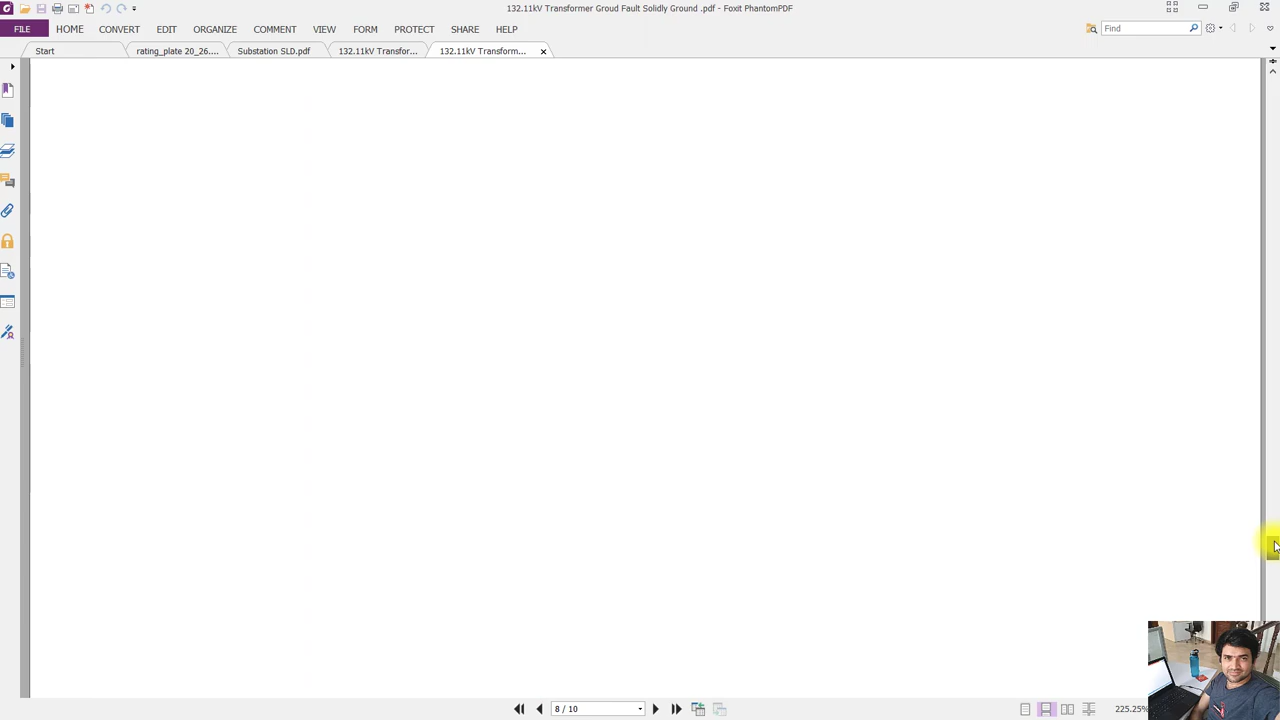 132.11kV Transformer Groud Fault Solidly Ground .pdf - Foxit PhantomPDF
FILE HOME CONVERT EDIT ORGANIZE COMMENT VIEW FORM PROTECT SHARE HELP Find
Start rating_plate 20_26.... Substation SLD.pdf 132.11kV Transfor... 132.11kV Transform...
8 / 10 225.25%